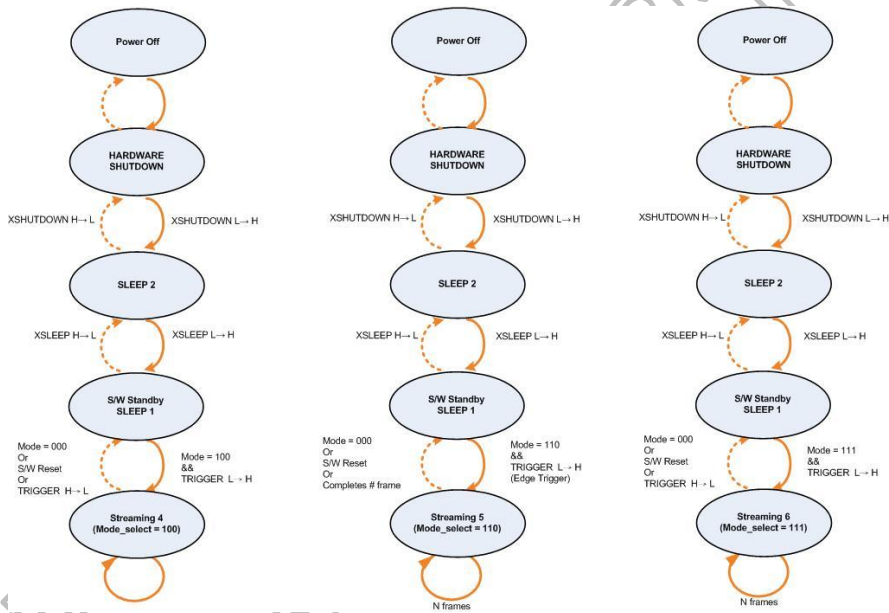 Power Off
HARDWARE
SHUTDOWN
XSHUTDOWN H→L
XSHUTDOWN L→H
SLEEP 2
XSLEEP H→L
XSLEEP L→H
S/W Standby
SLEEP 1
Mode = 000
Or
S/W Reset
Or
TRIGGER H→L
Mode = 100
&&
TRIGGER L→H
Streaming 4
(Mode_select = 100)
Power Off
HARDWARE
SHUTDOWN
XSHUTDOWN H→L
XSHUTDOWN L→H
SLEEP 2
XSLEEP H→L
XSLEEP L→H
S/W Standby
SLEEP 1
Mode = 000
Or
S/W Reset
Or
Completes # frame
Mode = 110
&&
TRIGGER L→H
(Edge Trigger)
Streaming 5
(Mode_select = 110)
N frames
Power Off
HARDWARE
SHUTDOWN
XSHUTDOWN H→L
XSHUTDOWN L→H
SLEEP 2
XSLEEP H→L
XSLEEP L→H
S/W Standby
SLEEP 1
Mode = 000
Or
S/W Reset
Or
TRIGGER H→L
Mode = 111
&&
TRIGGER L→H
Streaming 6
(Mode_select = 111)
N frames